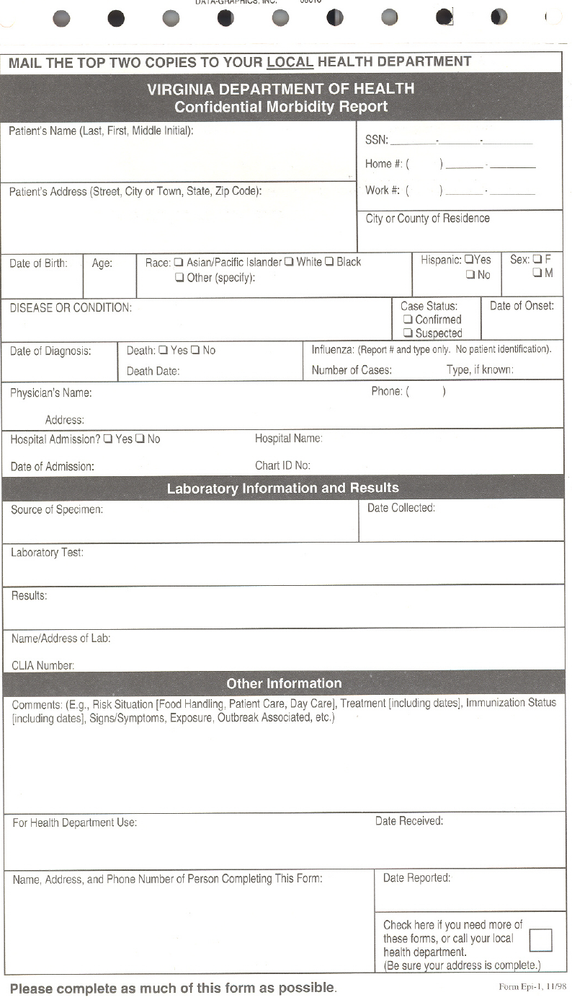 DATA-GRAPHICS, INC. 08016
MAIL THE TOP TWO COPIES TO YOUR LOCAL HEALTH DEPARTMENT
VIRGINIA DEPARTMENT OF HEALTH
Confidential Morbidity Report
Patient's Name (Last, First, Middle Initial):
SSN: ______-______-______
Home #: ( ) ______-______
Patient's Address (Street, City or Town, State, Zip Code):
Work #: ( ) ______-______
City or County of Residence
Date of Birth: Age: Race: ❏ Asian/Pacific Islander ❏ White ❏ Black Hispanic: ❏Yes Sex: ❏ F
❏ Other (specify): ❏ No ❏ M
DISEASE OR CONDITION: Case Status: Date of Onset:
❏ Confirmed
❏ Suspected
Date of Diagnosis: Death: ❏ Yes ❏ No Influenza: (Report # and type only. No patient identification).
Death Date: Number of Cases: Type, if known:
Physician's Name: Phone: ( )
Address:
Hospital Admission? ❏ Yes ❏ No Hospital Name:
Date of Admission: Chart ID No:
Laboratory Information and Results
Source of Specimen: Date Collected:
Laboratory Test:
Results:
Name/Address of Lab:
CLIA Number:
Other Information
Comments: (E.g., Risk Situation [Food Handling, Patient Care, Day Care], Treatment [including dates], Immunization Status
[including dates], Signs/Symptoms, Exposure, Outbreak Associated, etc.)
For Health Department Use: Date Received:
Name, Address, and Phone Number of Person Completing This Form: Date Reported:
Check here if you need more of
these forms, or call your local
health department.
(Be sure your address is complete.)
Please complete as much of this form as possible. Form Epi-1, 11/98